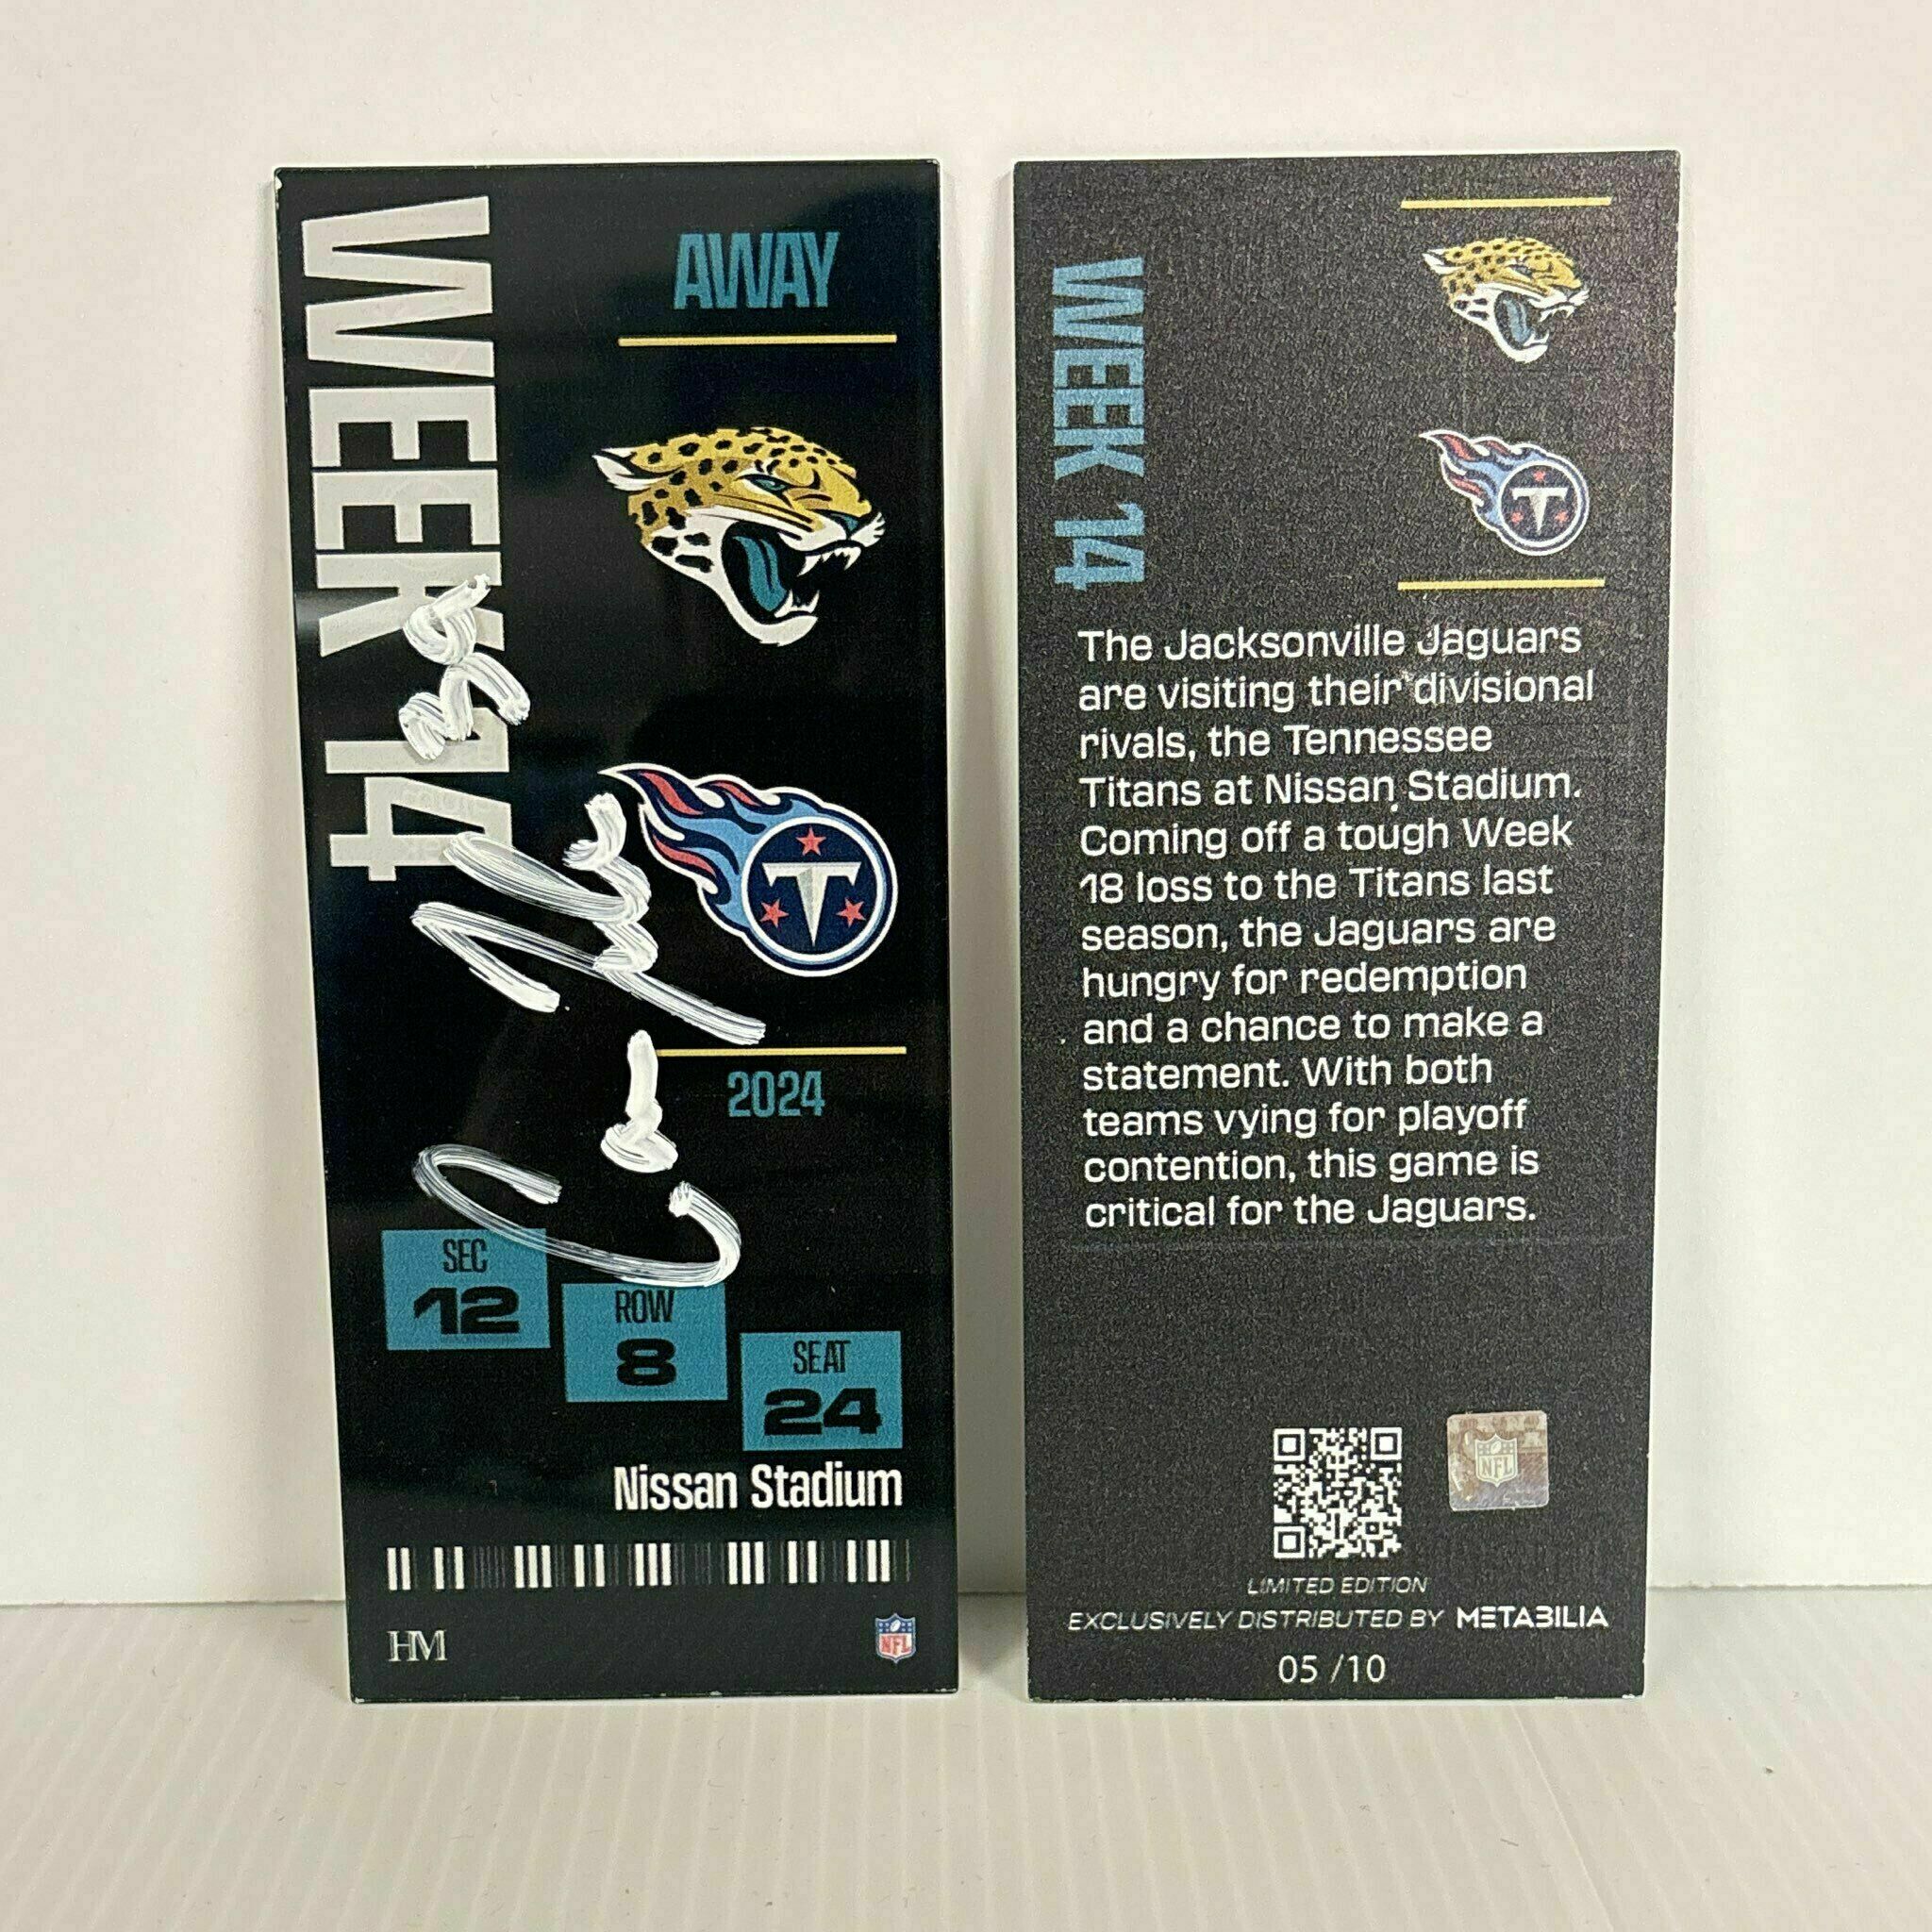 WEEK 14
AWAY
2024
SEC
12
ROW
8
SEAT
24
Nissan Stadium
HM
NFL
WEEK 14
The Jacksonville Jaguars
are visiting their divisional
rivals, the Tennessee
Titans at Nissan Stadium.
Coming off a tough Week
18 loss to the Titans last
season, the Jaguars are
hungry for redemption
and a chance to make a
statement. With both
teams vying for playoff
contention, this game is
critical for the Jaguars.
NFL
LIMITED EDITION
EXCLUSIVELY DISTRIBUTED BY METABILIA
05 /10